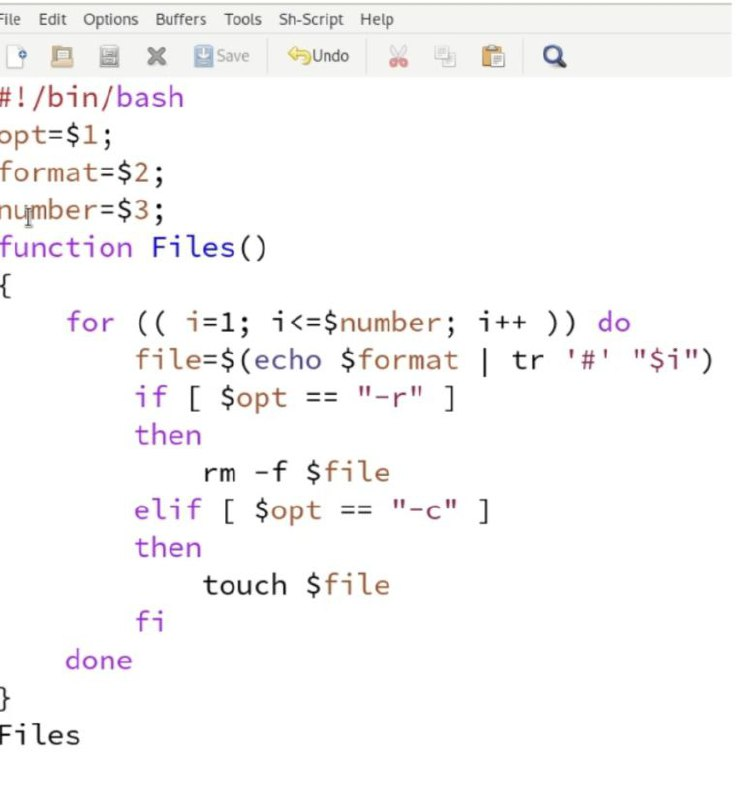 File Edit Options Buffers Tools Sh-Script Help
Save Undo
#!/bin/bash
opt=$1;
format=$2;
number=$3;
function Files()
{
    for (( i=1; i<=$number; i++ )) do
        file=$(echo $format | tr '#' "$i")
        if [ $opt == "-r" ]
        then
            rm -f $file
        elif [ $opt == "-c" ]
        then
            touch $file
        fi
    done
}
Files